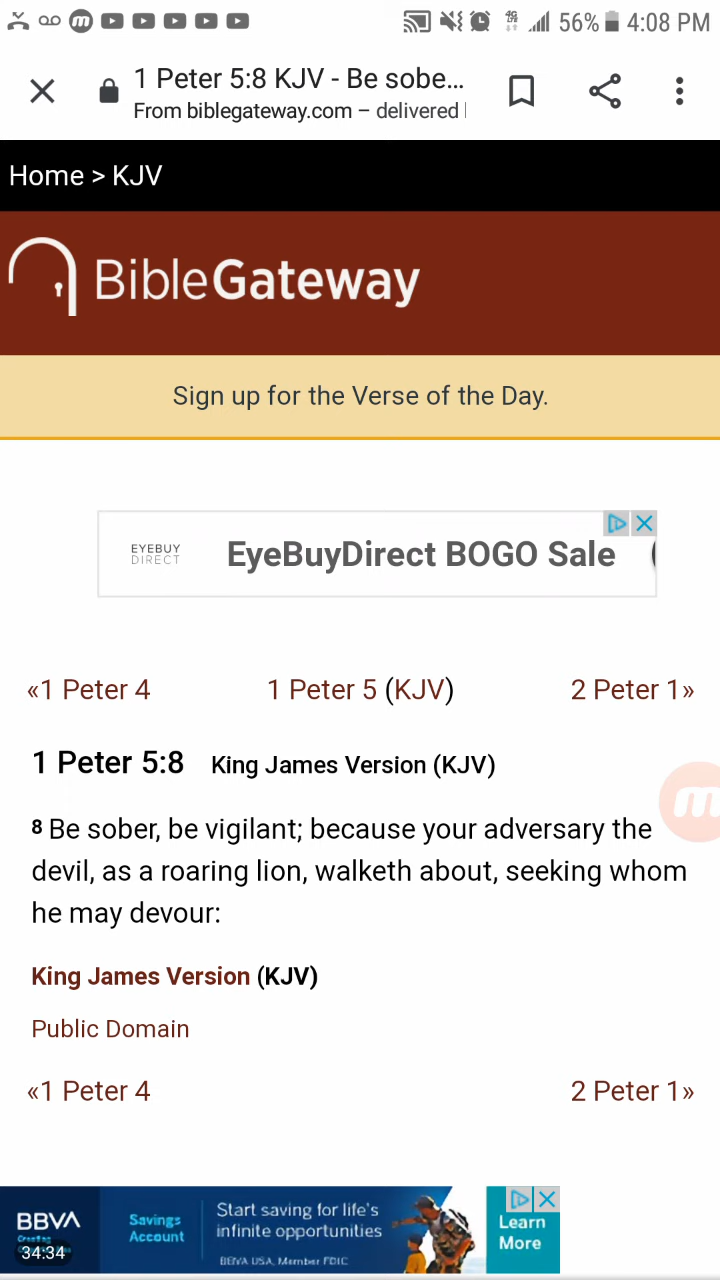 56% 4:08 PM
1 Peter 5:8 KJV - Be sobe...
From biblegateway.com – delivered
Home > KJV
BibleGateway
Sign up for the Verse of the Day.
EYEBUY
DIRECT
EyeBuyDirect BOGO Sale
«1 Peter 4 1 Peter 5 (KJV) 2 Peter 1»
1 Peter 5:8 King James Version (KJV)
8 Be sober, be vigilant; because your adversary the
devil, as a roaring lion, walketh about, seeking whom
he may devour:
King James Version (KJV)
Public Domain
«1 Peter 4 2 Peter 1»
BBVA
Savings
Account
Start saving for life's
infinite opportunities
BBVA USA, Member FDIC
Learn
More
34:34